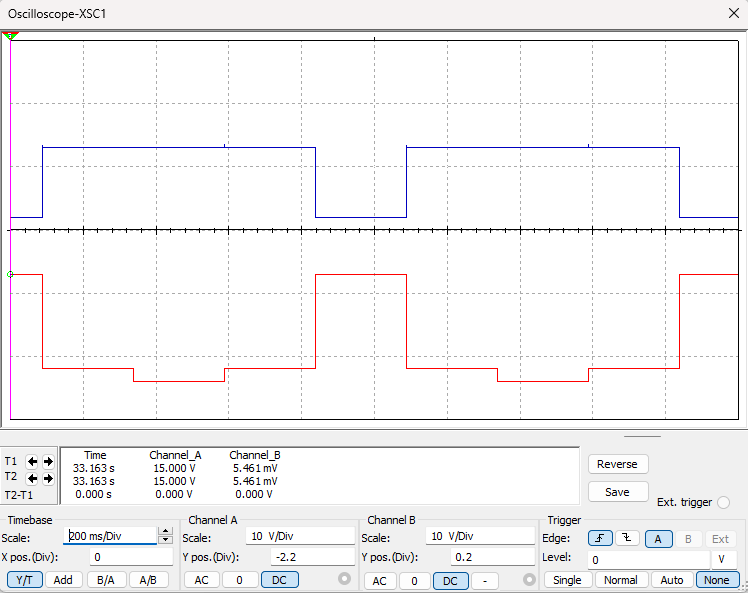 Oscilloscope-XSC1
Time Channel_A Channel_B
T1 33.163 s 15.000 V 5.461 mV
T2 33.163 s 15.000 V 5.461 mV
T2-T1 0.000 s 0.000 V 0.000 V
Reverse
Save
Ext. trigger
Timebase Channel A Channel B Trigger
Scale: 200 ms/Div Scale: 10 V/Div Scale: 10 V/Div Edge: A B Ext
X pos.(Div): 0 Y pos.(Div): -2.2 Y pos.(Div): 0.2 Level: 0 V
Y/T Add B/A A/B AC 0 DC AC 0 DC - Single Normal Auto None